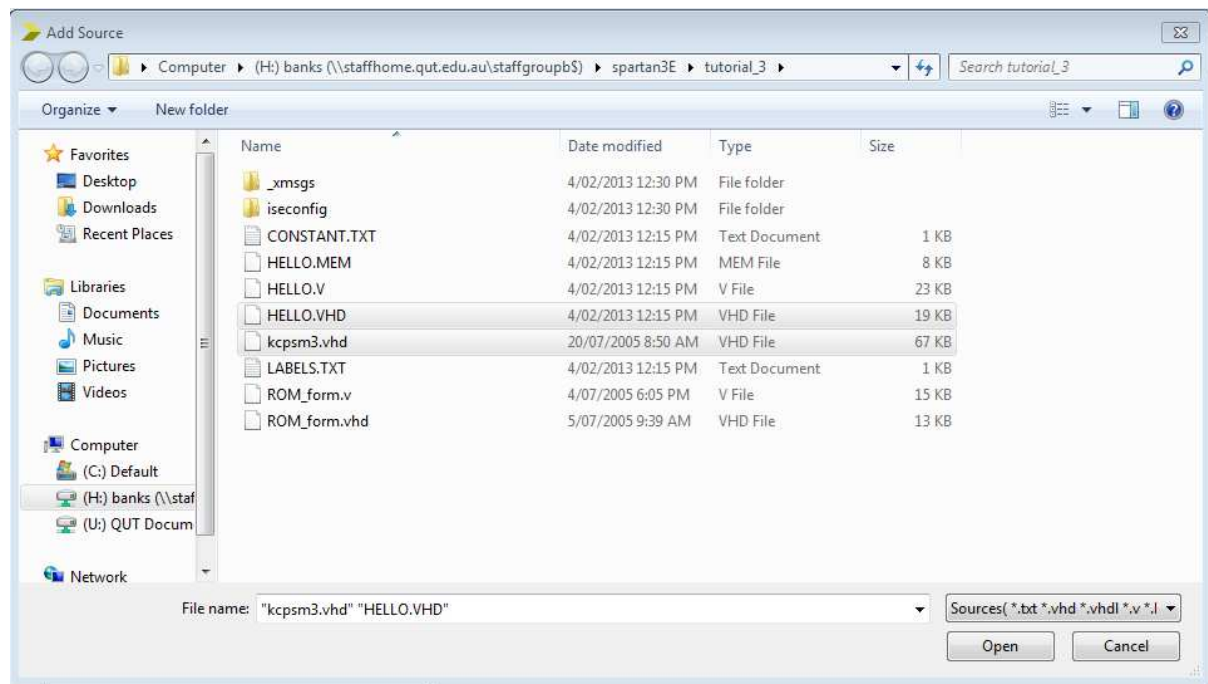 Add Source
Computer (H:) banks (\\staffhome.qut.edu.au\staffgroupb$) spartan3E tutorial_3 Search tutorial_3
Organize New folder
Name Date modified Type Size
Favorites
Desktop
Downloads
Recent Places
Libraries
Documents
Music
Pictures
Videos
Computer
(C:) Default
(H:) banks (\\staf
(U:) QUT Docum
Network
_xmsgs 4/02/2013 12:30 PM File folder
iseconfig 4/02/2013 12:30 PM File folder
CONSTANT.TXT 4/02/2013 12:15 PM Text Document 1 KB
HELLO.MEM 4/02/2013 12:15 PM MEM File 8 KB
HELLO.V 4/02/2013 12:15 PM V File 23 KB
HELLO.VHD 4/02/2013 12:15 PM VHD File 19 KB
kcpsm3.vhd 20/07/2005 8:50 AM VHD File 67 KB
LABELS.TXT 4/02/2013 12:15 PM Text Document 1 KB
ROM_form.v 4/07/2005 6:05 PM V File 15 KB
ROM_form.vhd 5/07/2005 9:39 AM VHD File 13 KB
File name: "kcpsm3.vhd" "HELLO.VHD" Sources( *.txt *.vhd *.vhdl *.v *.l
Open Cancel